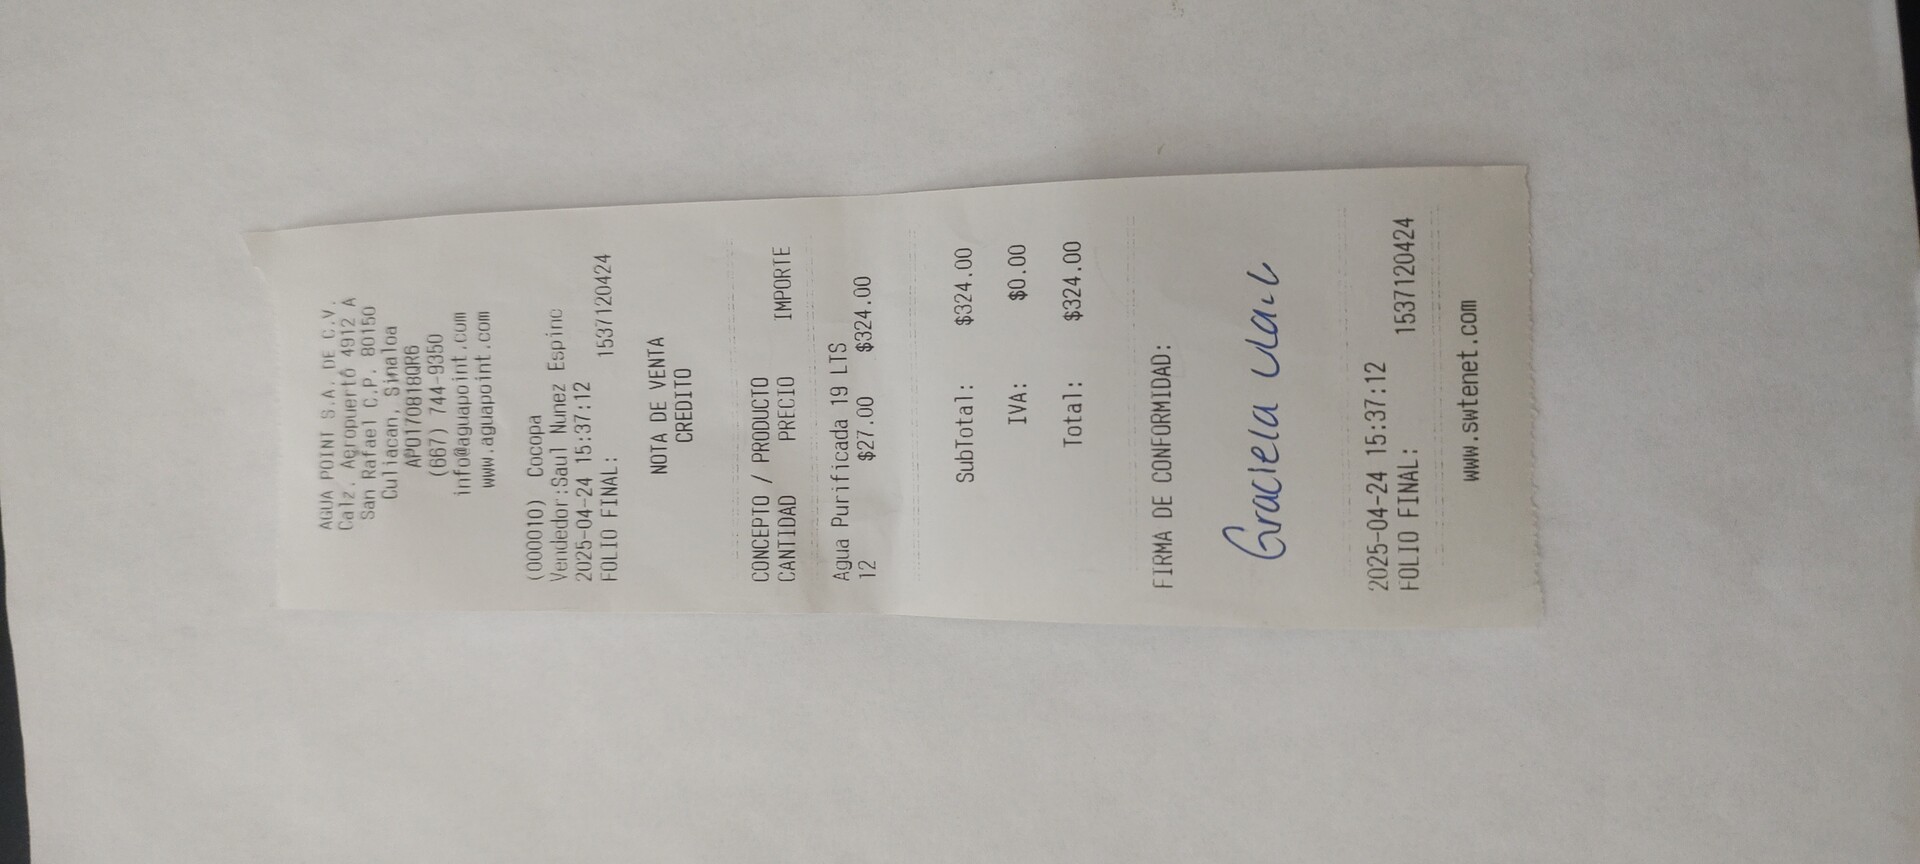 AGUA POINT S.A. DE C.V.
Calz. Aeropuerto 4912 A
San Rafael C.P. 80150
Culiacan, Sinaloa
APO170818QR6
(667) 744-9350
info@aguapoint.com
www.aguapoint.com
(000010) Cocopa
Vendedor:Saul Nunez Espinc
2025-04-24 15:37:12
FOLIO FINAL: 1537120424
NOTA DE VENTA
CREDITO
CONCEPTO / PRODUCTO
CANTIDAD PRECIO IMPORTE
Agua Purificada 19 LTS
12 $27.00 $324.00
SubTotal: $324.00
IVA: $0.00
Total: $324.00
FIRMA DE CONFORMIDAD:
Graciela
2025-04-24 15:37:12
FOLIO FINAL: 1537120424
www.swtenet.com